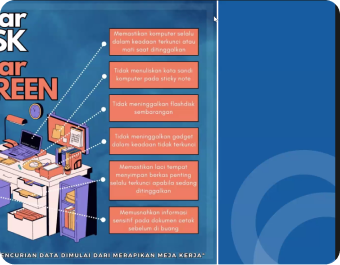 ar
SK
ar
REEN
Memastikan komputer selalu
dalam keadaan terkunci atau
mati saat ditinggalkan
Tidak menuliskan kata sandi
komputer pada sticky note
Tidak meninggalkan flashdisk
sembarangan
Tidak meninggalkan gadget
dalam keadaan tidak terkunci
Memastikan laci tempat
menyimpan berkas penting
selalu terkunci apabila sedang
ditinggalkan
Memusnahkan informasi
sensitif pada dokumen cetak
sebelum di buang
ENCURIAN DATA DIMULAI DARI MERAPIKAN MEJA KERJA"